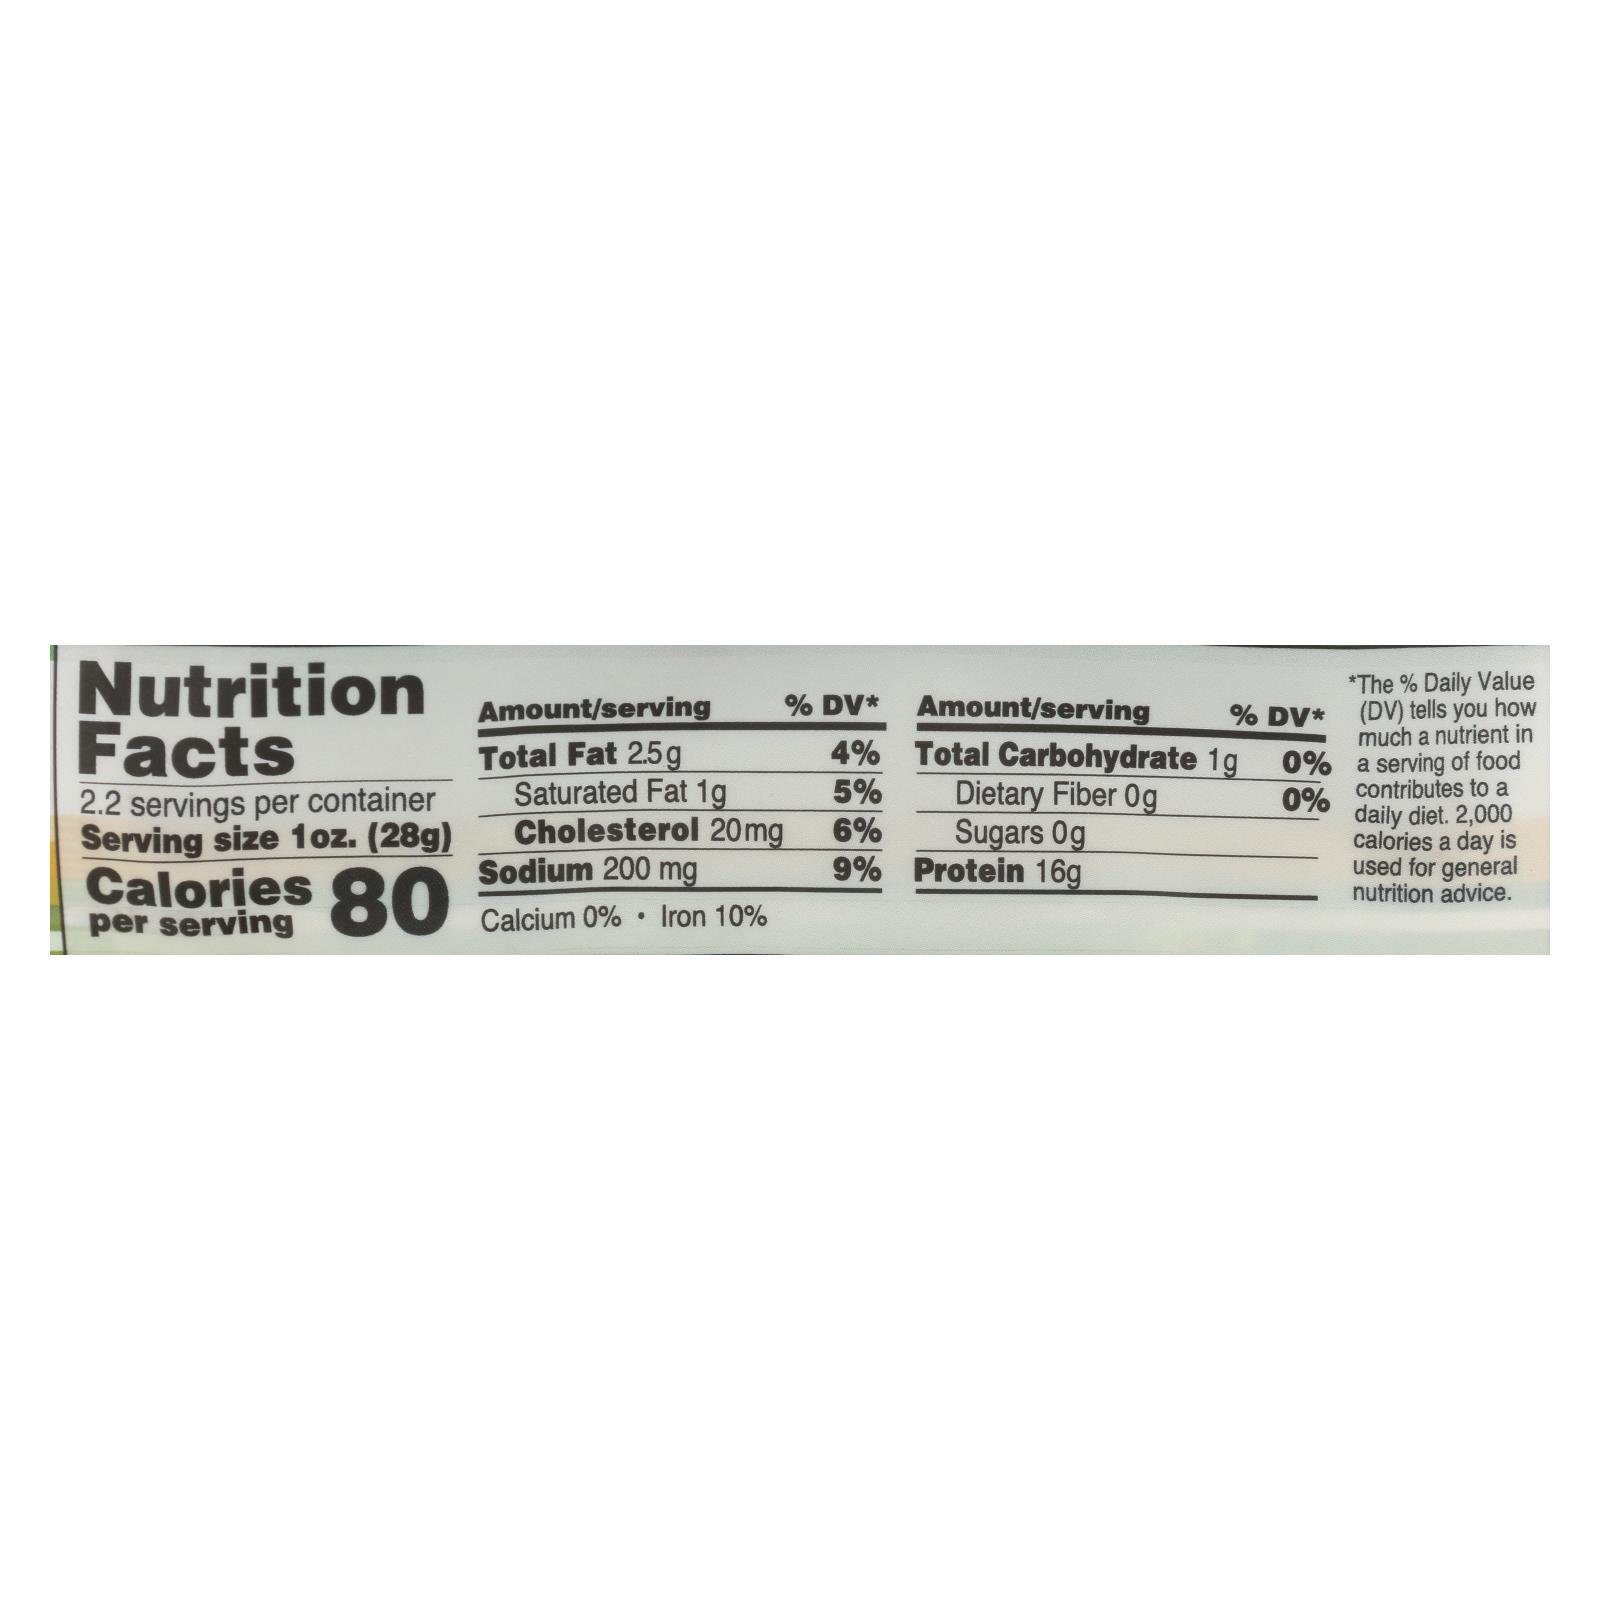 Nutrition
Facts
2.2 servings per container
Serving size 1 oz. (28g)
Calories 80
per serving
Amount/serving % DV*
Total Fat 2.5g 4%
Saturated Fat 1g 5%
Cholesterol 20mg 6%
Sodium 200 mg 9%
Calcium 0% • Iron 10%
Amount/serving % DV*
Total Carbohydrate 1g 0%
Dietary Fiber 0g 0%
Sugars 0g
Protein 16g
*The % Daily Value
(DV) tells you how
much a nutrient in
a serving of food
contributes to a
daily diet. 2,000
calories a day is
used for general
nutrition advice.